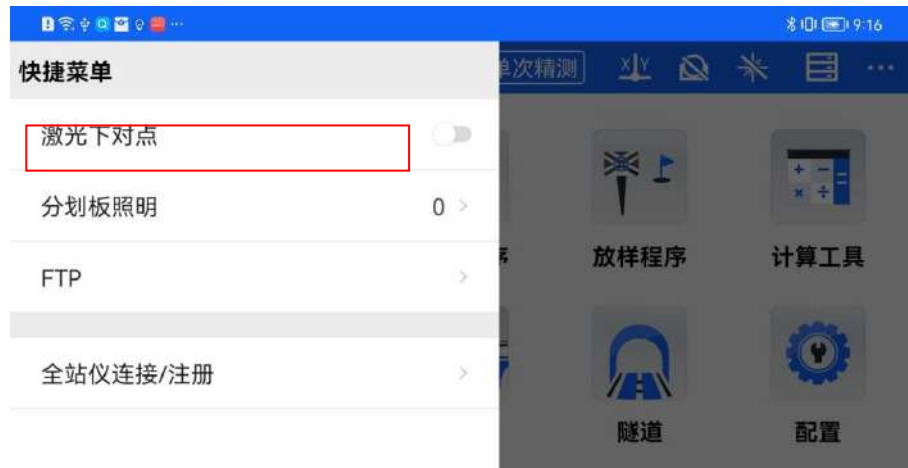 9:16
快捷菜单
单次精测
激光下对点
分划板照明 0
FTP
全站仪连接/注册
放样程序
计算工具
隧道
配置